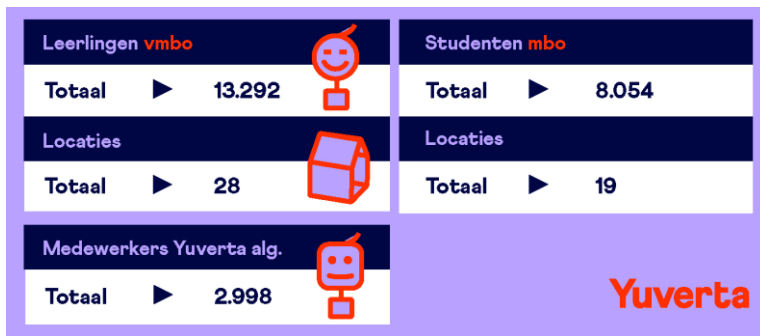 Leerlingen vmbo
Totaal ▶ 13.292
Locaties
Totaal ▶ 28
Medewerkers Yuverta alg.
Totaal ▶ 2.998
Studenten mbo
Totaal ▶ 8.054
Locaties
Totaal ▶ 19
Yuverta